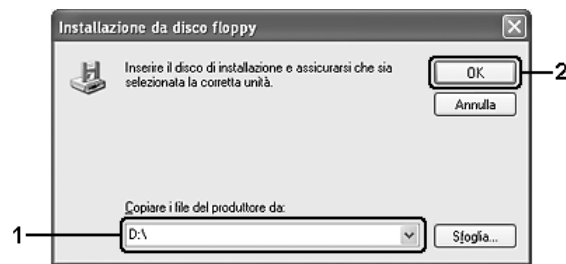 Installazione da disco floppy
Inserire il disco di installazione e assicurarsi che sia
selezionata la corretta unità.
OK
2
Annulla
Copiare i file del produttore da:
1
D:\
Sfoglia...